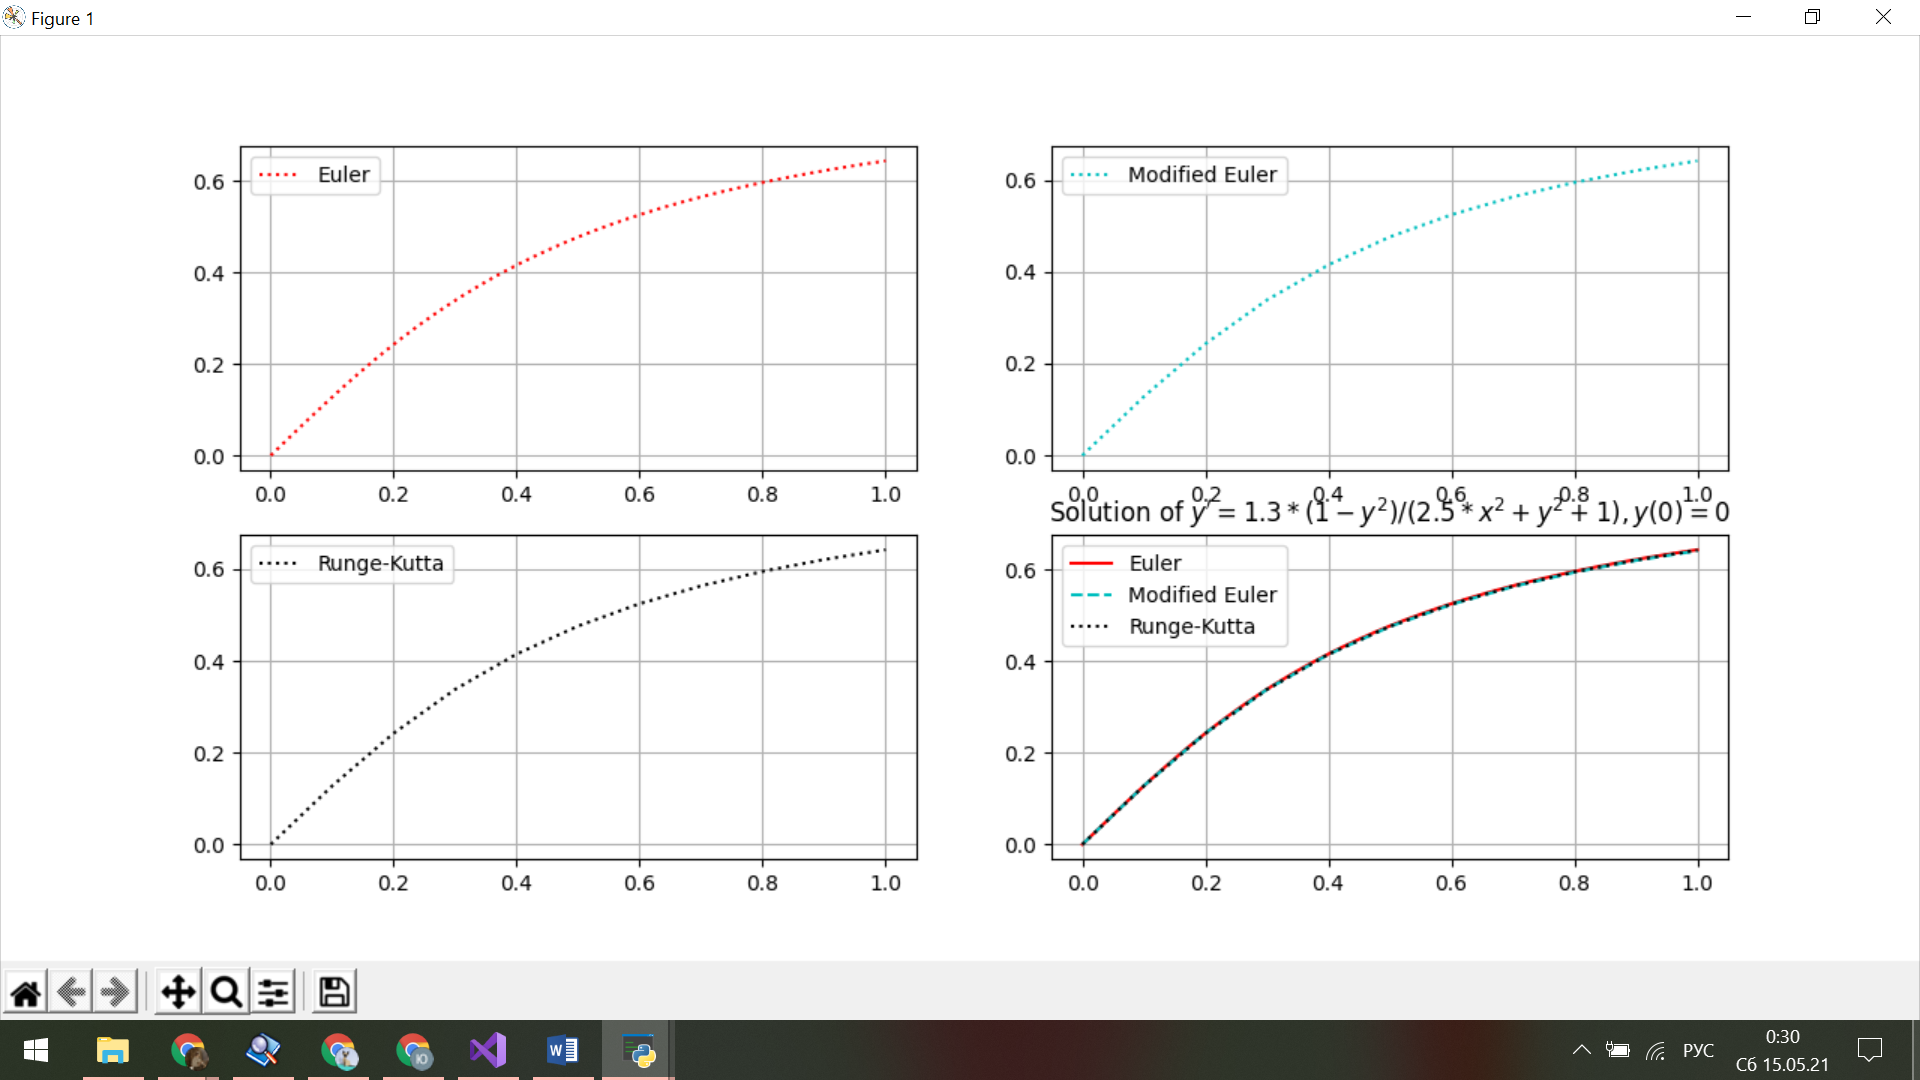 Figure 1
Euler
0.6
0.4
0.2
0.0
0.0 0.2 0.4 0.6 0.8 1.0
Modified Euler
0.6
0.4
0.2
0.0
0.0 0.2 0.4 0.6 0.8 1.0
Runge-Kutta
0.6
0.4
0.2
0.0
0.0 0.2 0.4 0.6 0.8 1.0
Solution of y′ = 1.3 * (1 − y²)/(2.5 * x² + y² + 1), y(0) = 0
Euler
Modified Euler
Runge-Kutta
0.6
0.4
0.2
0.0
0.0 0.2 0.4 0.6 0.8 1.0
Ю
W
РУС
0:30
Сб 15.05.21